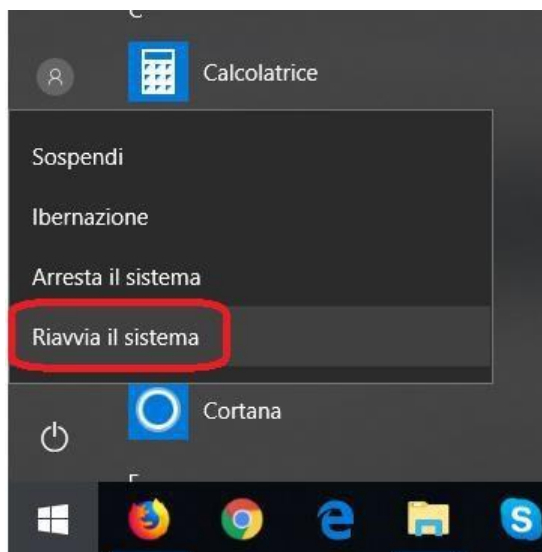 Calcolatrice
Sospendi
Ibernazione
Arresta il sistema
Riavvia il sistema
Cortana